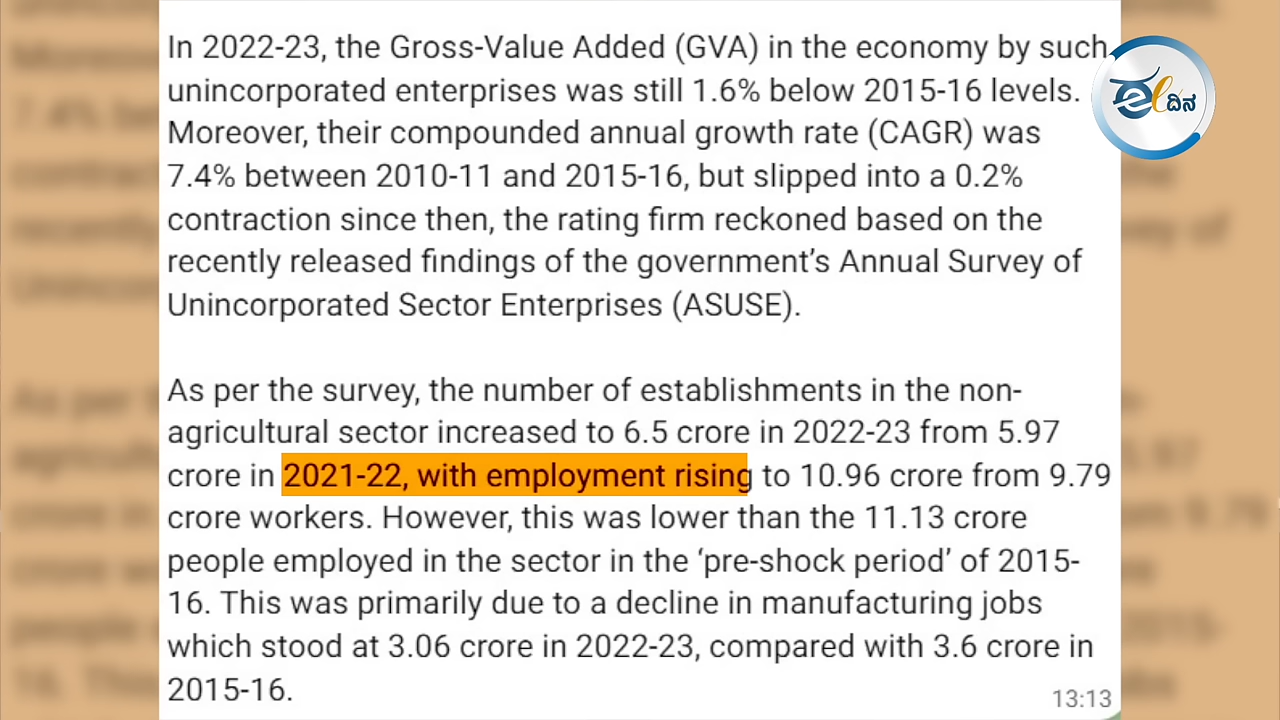 In 2022-23, the Gross-Value Added (GVA) in the economy by such
unincorporated enterprises was still 1.6% below 2015-16 levels.
Moreover, their compounded annual growth rate (CAGR) was
7.4% between 2010-11 and 2015-16, but slipped into a 0.2%
contraction since then, the rating firm reckoned based on the
recently released findings of the government’s Annual Survey of
Unincorporated Sector Enterprises (ASUSE).
As per the survey, the number of establishments in the non-
agricultural sector increased to 6.5 crore in 2022-23 from 5.97
crore in 2021-22, with employment rising to 10.96 crore from 9.79
crore workers. However, this was lower than the 11.13 crore
people employed in the sector in the ‘pre-shock period’ of 2015-
16. This was primarily due to a decline in manufacturing jobs
which stood at 3.06 crore in 2022-23, compared with 3.6 crore in
2015-16.
13:13
ದಿನ